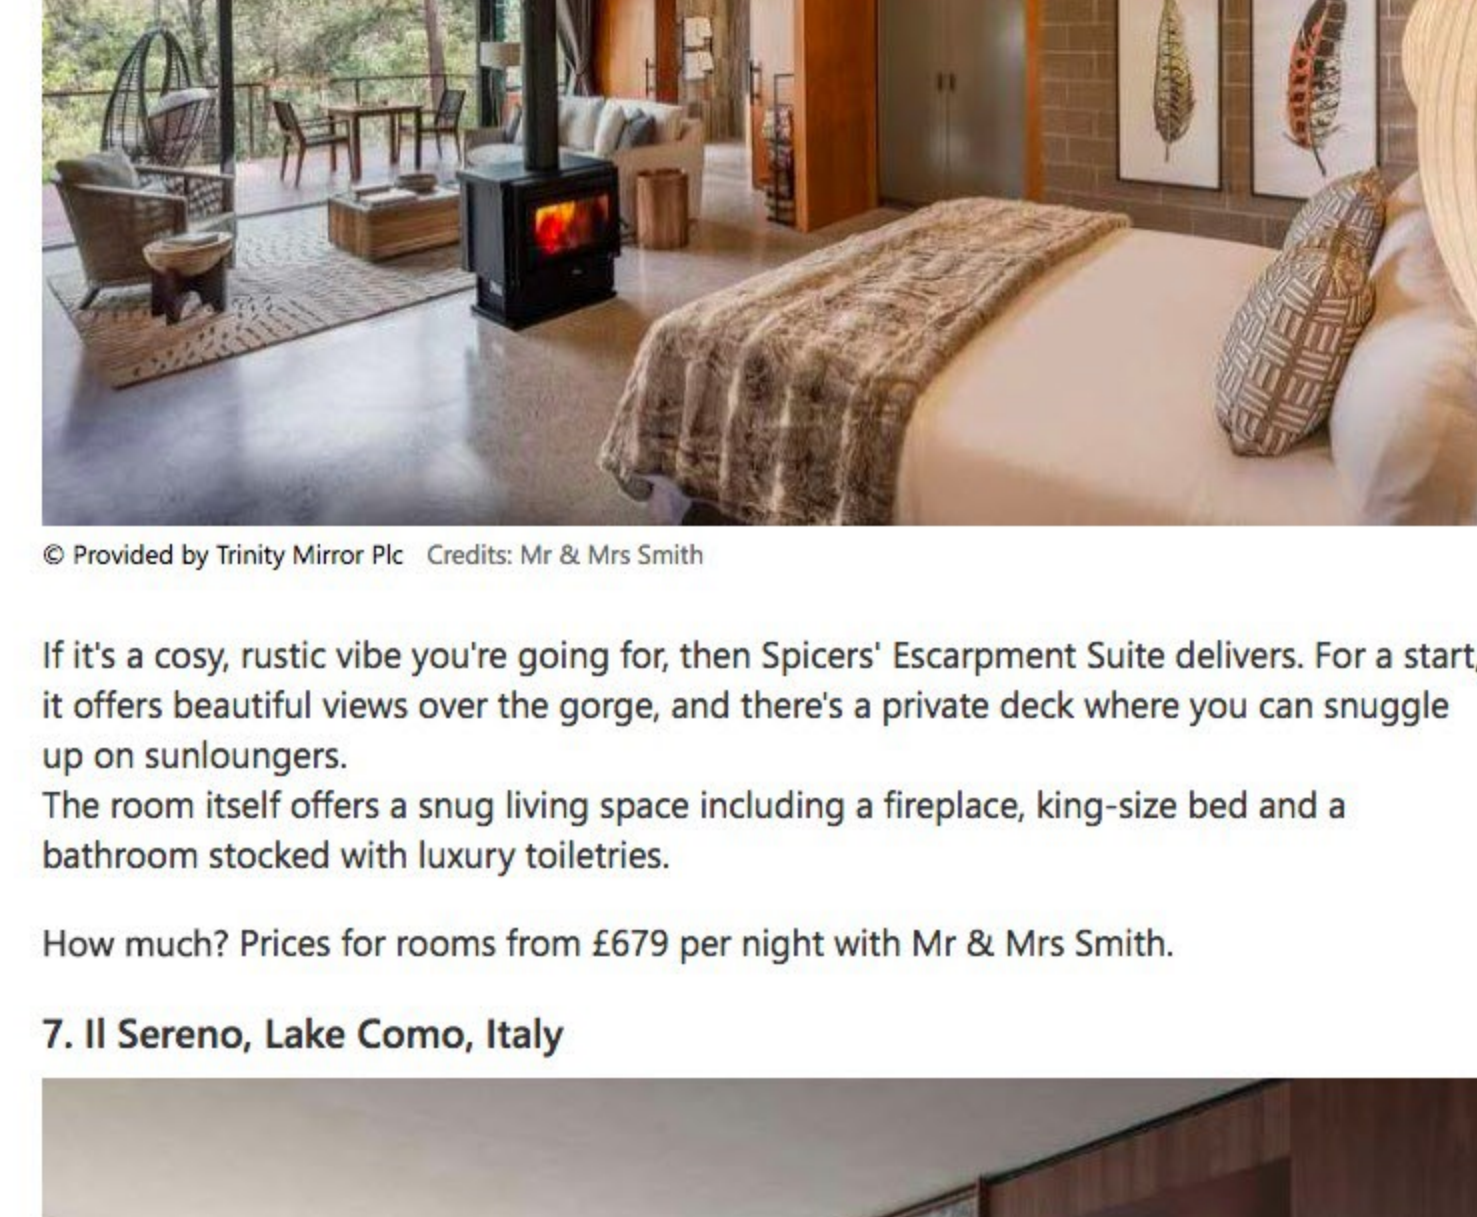 © Provided by Trinity Mirror Plc Credits: Mr & Mrs Smith
If it's a cosy, rustic vibe you're going for, then Spicers' Escarpment Suite delivers. For a start,
it offers beautiful views over the gorge, and there's a private deck where you can snuggle
up on sunloungers.
The room itself offers a snug living space including a fireplace, king-size bed and a
bathroom stocked with luxury toiletries.
How much? Prices for rooms from £679 per night with Mr & Mrs Smith.
7. Il Sereno, Lake Como, Italy